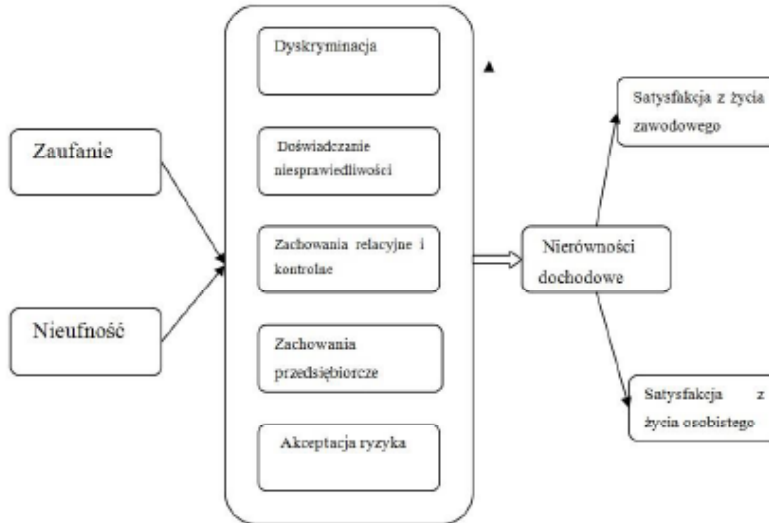 Zaufanie
Nieufność
Dyskryminacja
Doświadczanie
niesprawiedliwości
Zachowania relacyjne i
kontrolne
Zachowania
przedsiębiorcze
Akceptacja ryzyka
Nierówności
dochodowe
Satysfakcja z życia
zawodowego
Satysfakcja z
życia osobistego